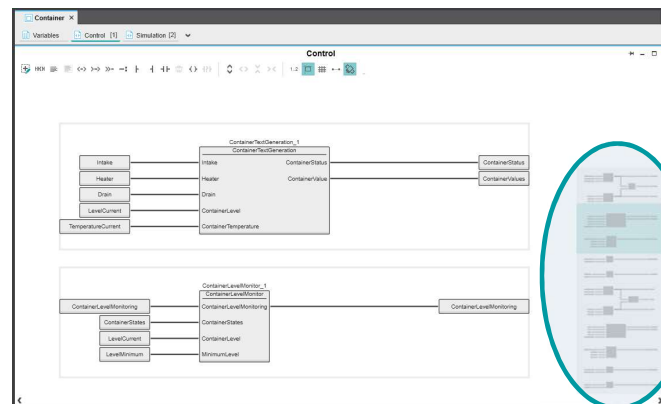 Container ×
Variables Control [1] Simulation [2]
Control
1.2
ContainerTextGeneration_1
ContainerTextGeneration
Intake Intake ContainerStatus ContainerStatus
Heater Heater ContainerValue ContainerValues
Drain Drain
LevelCurrent ContainerLevel
TemperatureCurrent ContainerTemperature
ContainerLevelMonitor_1
ContainerLevelMonitor
ContainerLevelMonitoring ContainerLevelMonitoring ContainerLevelMonitoring
ContainerStates ContainerStates
LevelCurrent ContainerLevel
LevelMinimum MinimumLevel